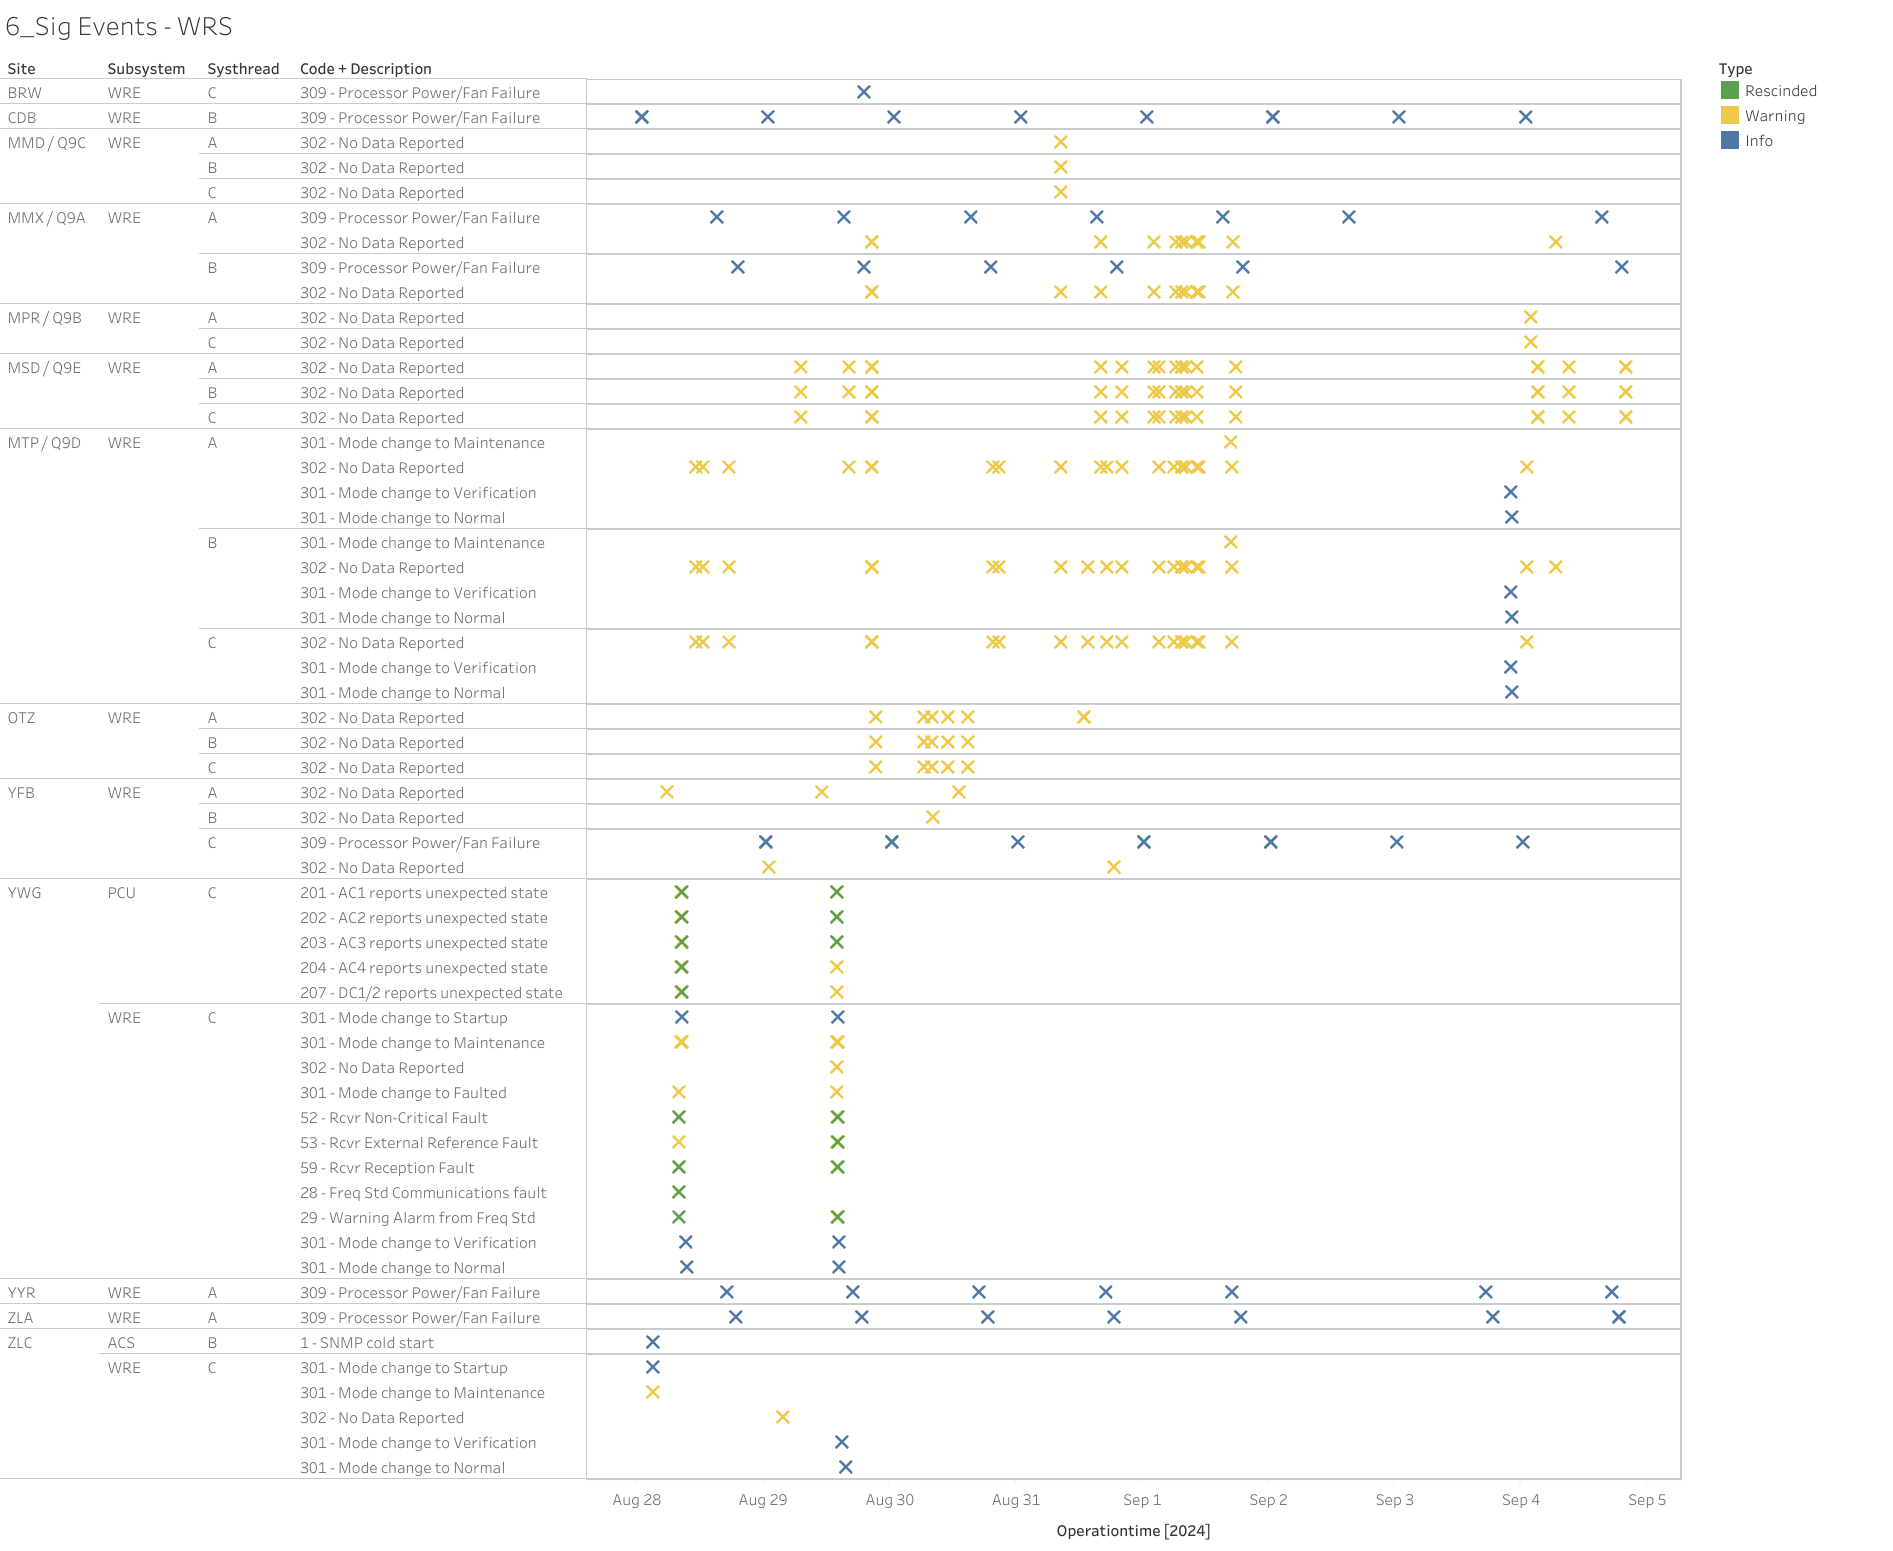 6_Sig Events - WRS
Site Subsystem Systhread Code + Description
Type
Rescinded
Warning
Info
BRW WRE C 309 - Processor Power/Fan Failure
CDB WRE B 309 - Processor Power/Fan Failure
MMD / Q9C WRE A 302 - No Data Reported
B 302 - No Data Reported
C 302 - No Data Reported
MMX / Q9A WRE A 309 - Processor Power/Fan Failure
302 - No Data Reported
B 309 - Processor Power/Fan Failure
302 - No Data Reported
MPR / Q9B WRE A 302 - No Data Reported
C 302 - No Data Reported
MSD / Q9E WRE A 302 - No Data Reported
B 302 - No Data Reported
C 302 - No Data Reported
MTP / Q9D WRE A 301 - Mode change to Maintenance
302 - No Data Reported
301 - Mode change to Verification
301 - Mode change to Normal
B 301 - Mode change to Maintenance
302 - No Data Reported
301 - Mode change to Verification
301 - Mode change to Normal
C 302 - No Data Reported
301 - Mode change to Verification
301 - Mode change to Normal
OTZ WRE A 302 - No Data Reported
B 302 - No Data Reported
C 302 - No Data Reported
YFB WRE A 302 - No Data Reported
B 302 - No Data Reported
C 309 - Processor Power/Fan Failure
302 - No Data Reported
YWG PCU C 201 - AC1 reports unexpected state
202 - AC2 reports unexpected state
203 - AC3 reports unexpected state
204 - AC4 reports unexpected state
207 - DC1/2 reports unexpected state
WRE C 301 - Mode change to Startup
301 - Mode change to Maintenance
302 - No Data Reported
301 - Mode change to Faulted
52 - Rcvr Non-Critical Fault
53 - Rcvr External Reference Fault
59 - Rcvr Reception Fault
28 - Freq Std Communications fault
29 - Warning Alarm from Freq Std
301 - Mode change to Verification
301 - Mode change to Normal
YYR WRE A 309 - Processor Power/Fan Failure
ZLA WRE A 309 - Processor Power/Fan Failure
ZLC ACS B 1 - SNMP cold start
WRE C 301 - Mode change to Startup
301 - Mode change to Maintenance
302 - No Data Reported
301 - Mode change to Verification
301 - Mode change to Normal
Aug 28 Aug 29 Aug 30 Aug 31 Sep 1 Sep 2 Sep 3 Sep 4 Sep 5
Operationtime [2024]